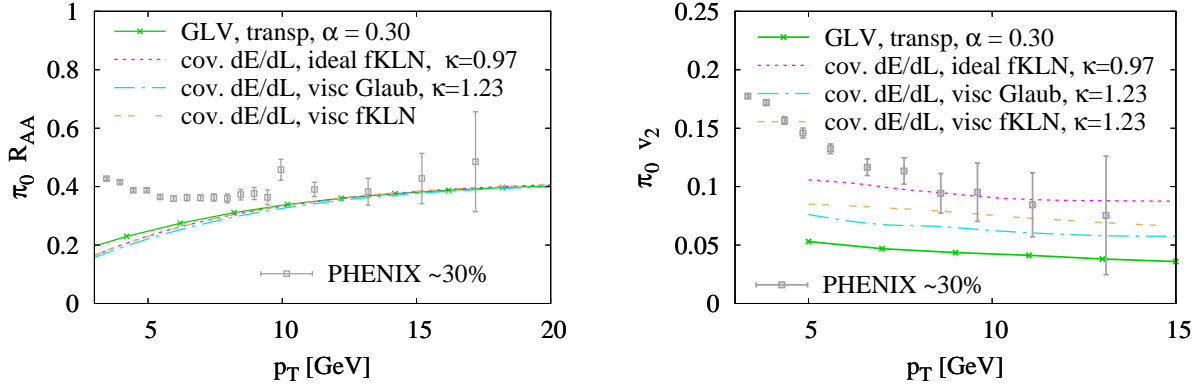 π0 RAA
1
0.8
0.6
0.4
0.2
0
GLV, transp, α = 0.30
cov. dE/dL, ideal fKLN, κ=0.97
cov. dE/dL, visc Glaub, κ=1.23
cov. dE/dL, visc fKLN
PHENIX ~30%
5 10 15 20
pT [GeV]
π0 v2
0.25
0.2
0.15
0.1
0.05
0
GLV, transp, α = 0.30
cov. dE/dL, ideal fKLN, κ=0.97
cov. dE/dL, visc Glaub, κ=1.23
cov. dE/dL, visc fKLN, κ=1.23
PHENIX ~30%
5 10 15
pT [GeV]